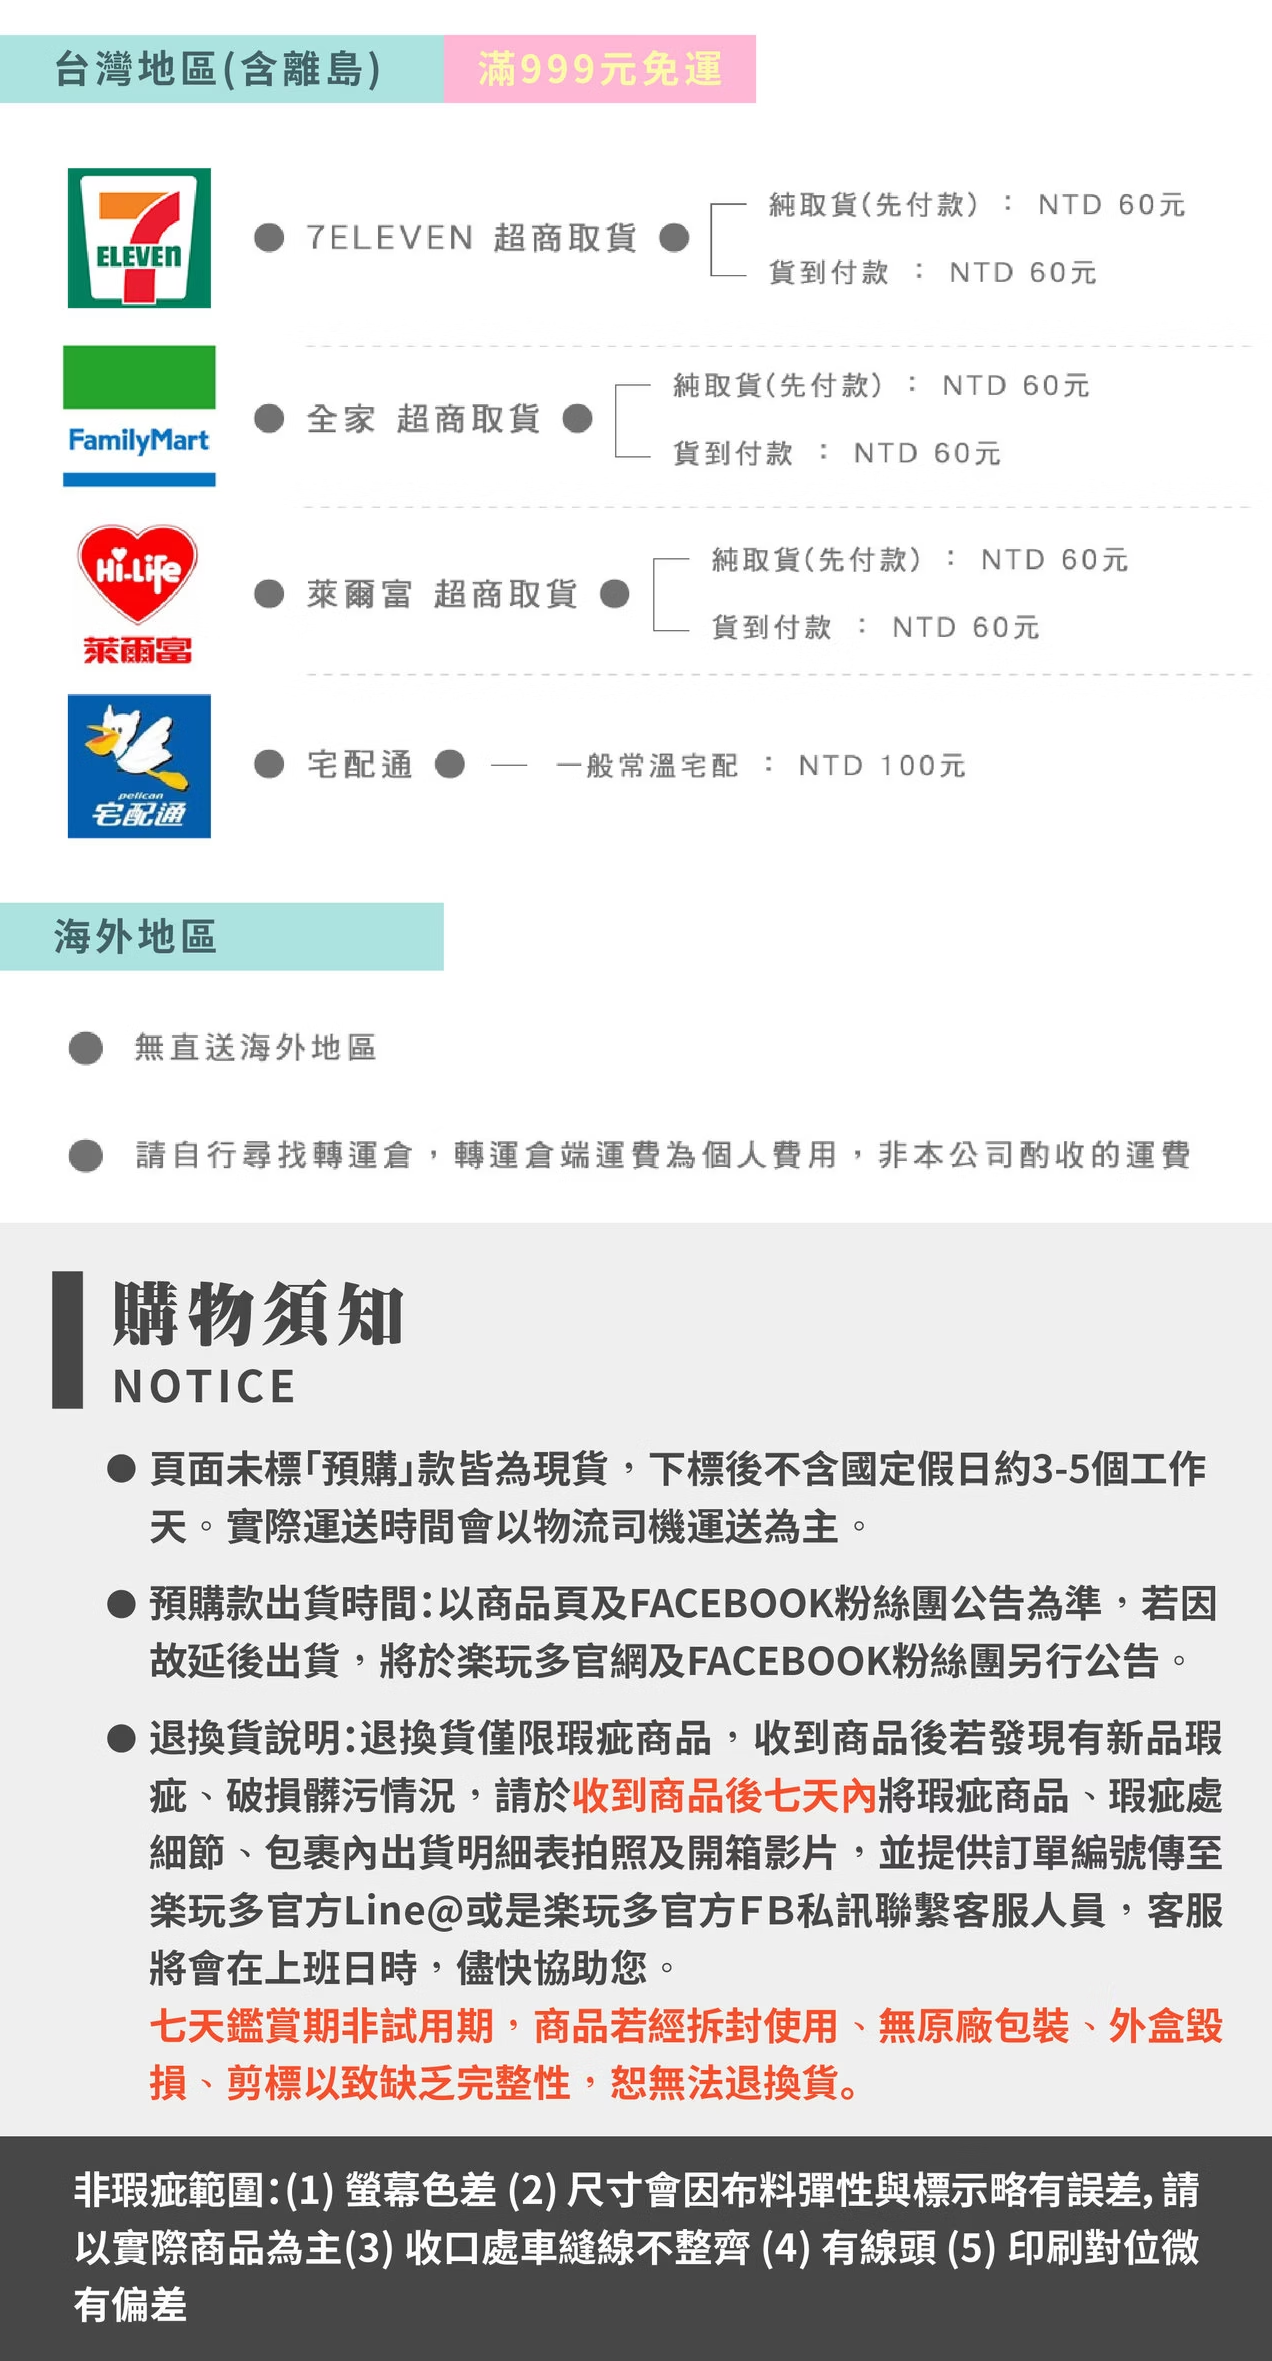 台灣地區(含離島)
滿999元免運
7
ELEVEn
● 7ELEVEN 超商取貨 ●
純取貨(先付款) : NTD 60元
貨到付款 : NTD 60元
FamilyMart
● 全家 超商取貨 ●
純取貨(先付款) : NTD 60元
貨到付款 : NTD 60元
Hi-Life
萊爾富
● 萊爾富 超商取貨 ●
純取貨(先付款) : NTD 60元
貨到付款 : NTD 60元
pelican
宅配通
● 宅配通 ● — 一般常溫宅配 : NTD 100元
海外地區
● 無直送海外地區
● 請自行尋找轉運倉，轉運倉端運費為個人費用，非本公司酌收的運費
購物須知
NOTICE
● 頁面未標「預購」款皆為現貨，下標後不含國定假日約3-5個工作
天。實際運送時間會以物流司機運送為主。
● 預購款出貨時間：以商品頁及FACEBOOK粉絲團公告為準，若因
故延後出貨，將於楽玩多官網及FACEBOOK粉絲團另行公告。
● 退換貨說明：退換貨僅限瑕疵商品，收到商品後若發現有新品瑕
疵、破損髒污情況，請於收到商品後七天內將瑕疵商品、瑕疵處
細節、包裹內出貨明細表拍照及開箱影片，並提供訂單編號傳至
楽玩多官方Line@或是楽玩多官方FB私訊聯繫客服人員，客服
將會在上班日時，儘快協助您。
七天鑑賞期非試用期，商品若經拆封使用、無原廠包裝、外盒毀
損、剪標以致缺乏完整性，恕無法退換貨。
非瑕疵範圍：(1) 螢幕色差 (2) 尺寸會因布料彈性與標示略有誤差，請
以實際商品為主(3) 收口處車縫線不整齊 (4) 有線頭 (5) 印刷對位微
有偏差